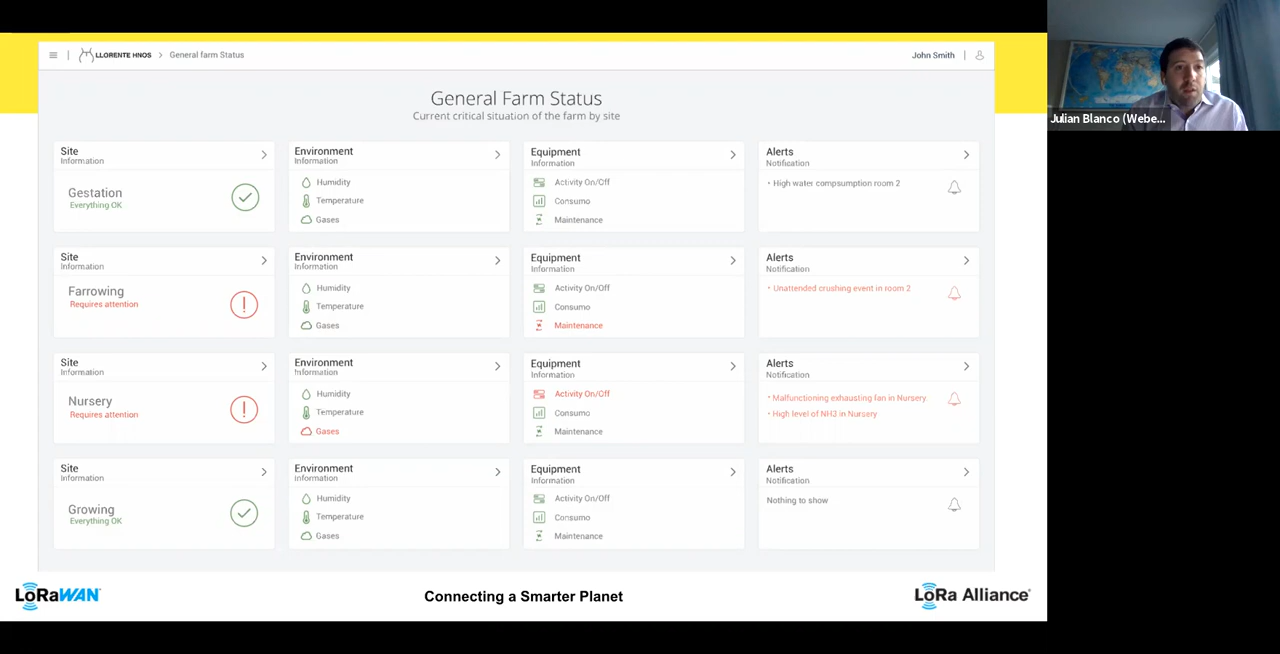 LLORENTE HNOS > General farm Status
John Smith
Julian Blanco (Webe...
General Farm Status
Current critical situation of the farm by site
Site
Information
Gestation
Everything OK
Environment
Information
Humidity
Temperature
Gases
Equipment
Information
Activity On/Off
Consumo
Maintenance
Alerts
Notification
• High water compsumption room 2
Site
Information
Farrowing
Requires attention
Environment
Information
Humidity
Temperature
Gases
Equipment
Information
Activity On/Off
Consumo
Maintenance
Alerts
Notification
• Unattended crushing event in room 2
Site
Information
Nursery
Requires attention
Environment
Information
Humidity
Temperature
Gases
Equipment
Information
Activity On/Off
Consumo
Maintenance
Alerts
Notification
• Malfunctioning exhausting fan in Nursery
• High level of NH3 in Nursery
Site
Information
Growing
Everything OK
Environment
Information
Humidity
Temperature
Gases
Equipment
Information
Activity On/Off
Consumo
Maintenance
Alerts
Notification
Nothing to show
LoRaWAN
Connecting a Smarter Planet
LoRa Alliance